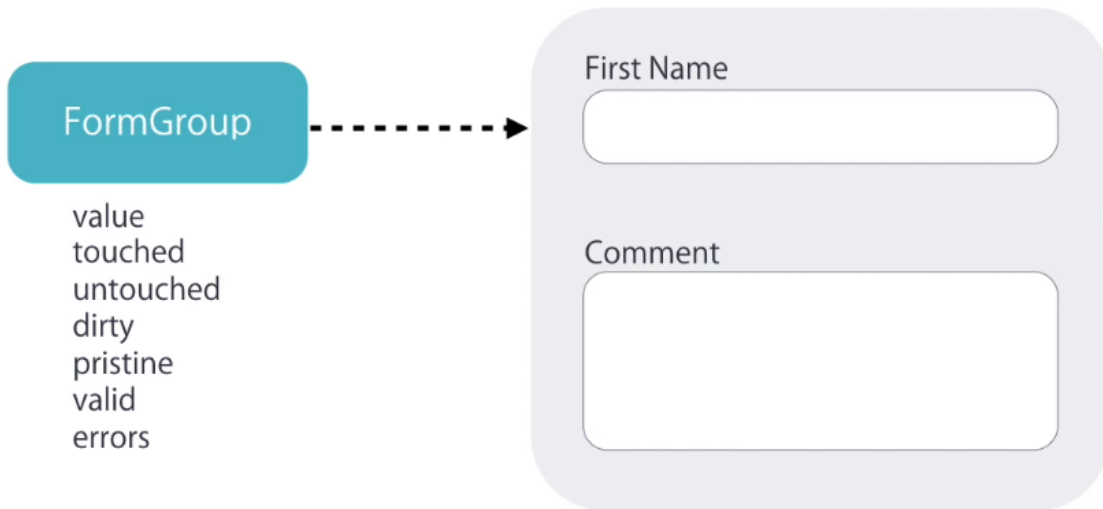 FormGroup
value
touched
untouched
dirty
pristine
valid
errors
First Name
Comment